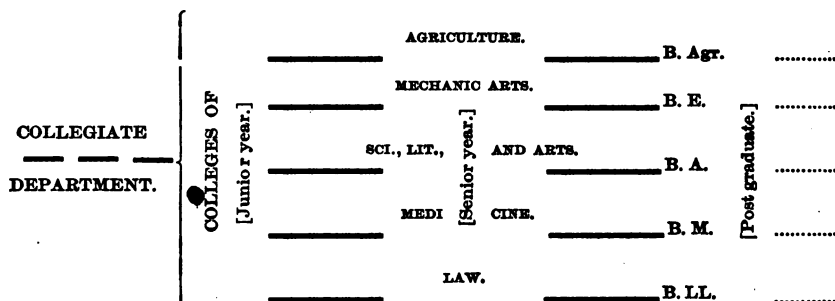 COLLEGIATE
DEPARTMENT.
COLLEGES OF
[Junior year.]
[Senior year.]
[Post graduate.]
AGRICULTURE. B. Agr.
MECHANIC ARTS. B. E.
SCI., LIT., AND ARTS. B. A.
MEDI CINE. B. M.
LAW. B. LL.